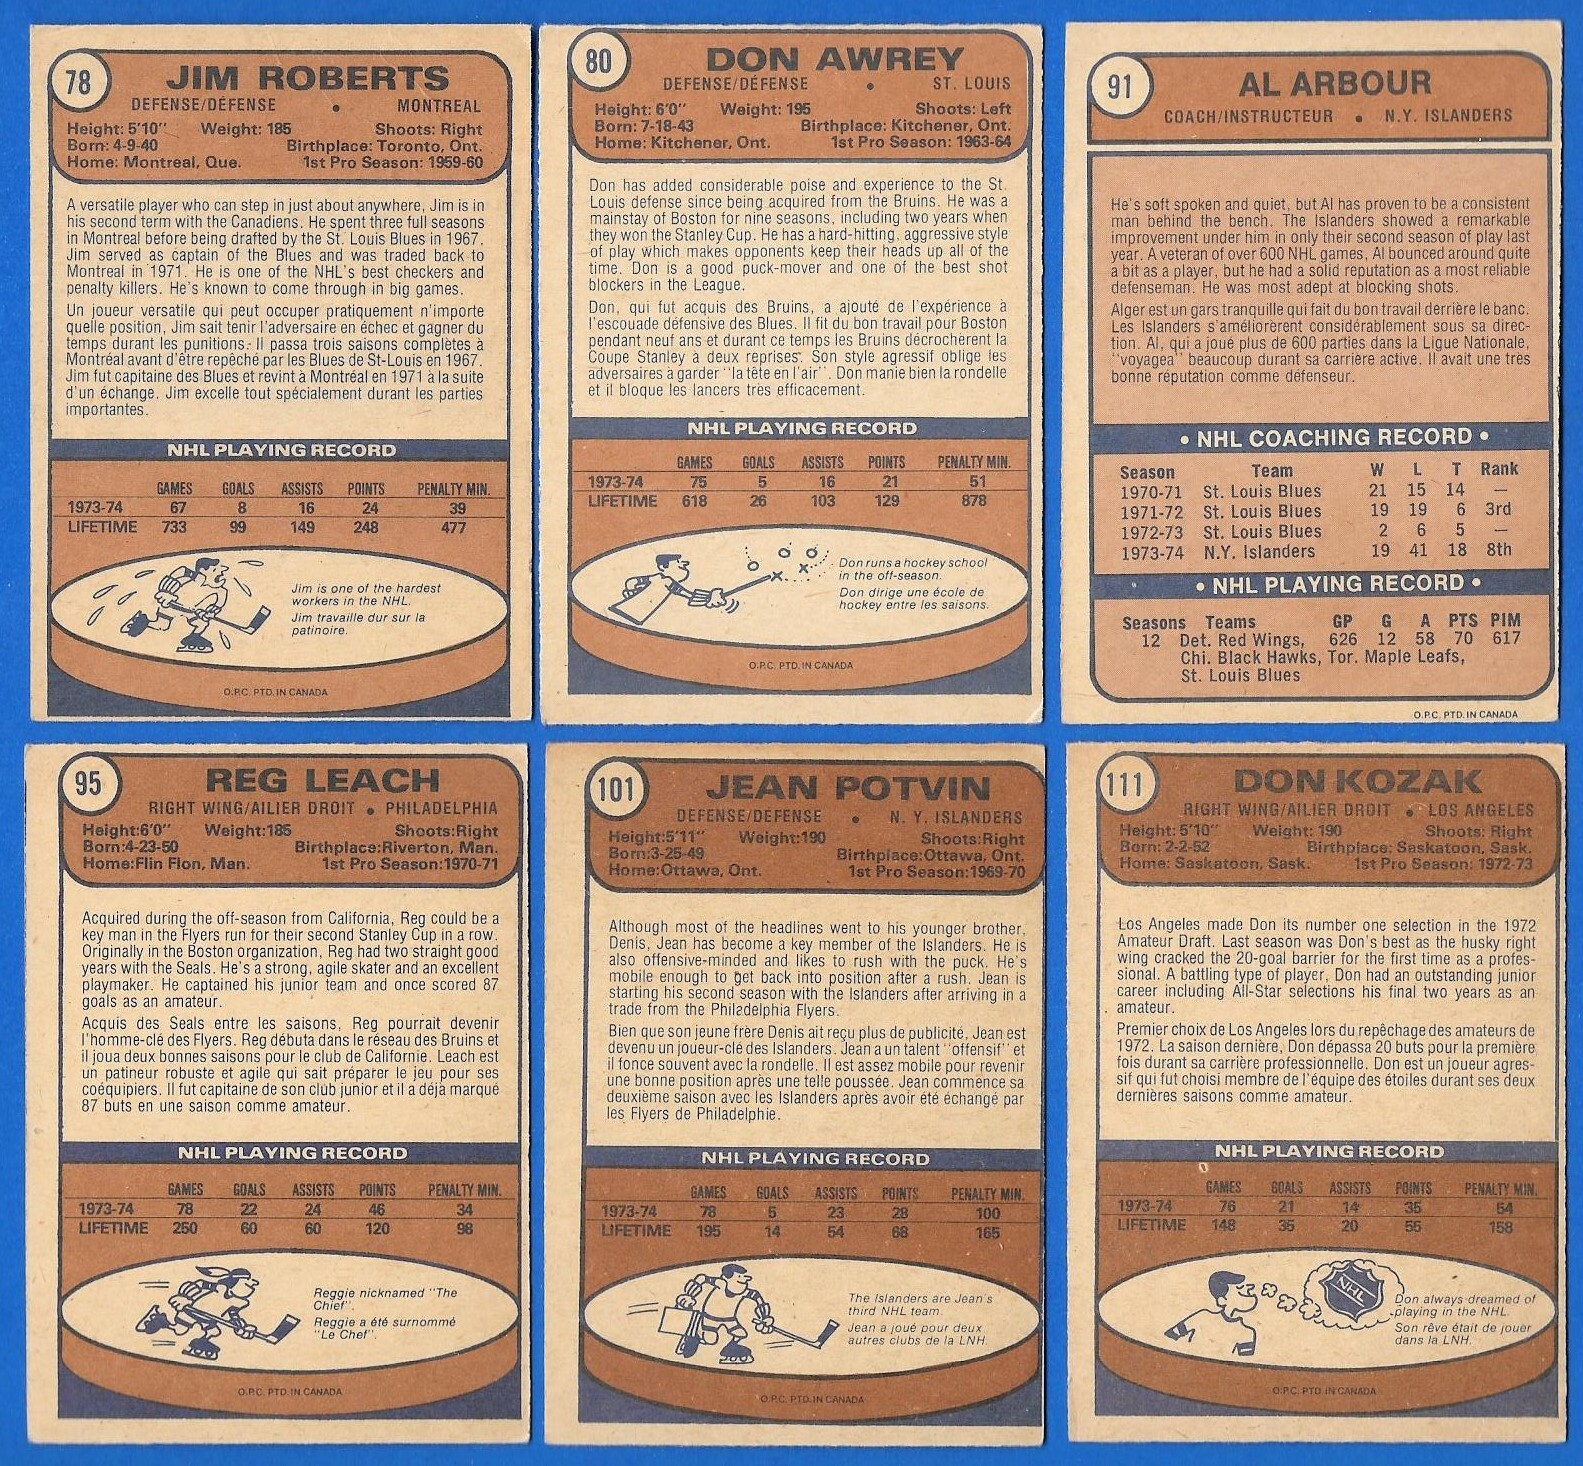 78
JIM ROBERTS
DEFENSE/DÉFENSE • MONTREAL
Height: 5'10" Weight: 185 Shoots: Right
Born: 4-9-40 Birthplace: Toronto, Ont.
Home: Montreal, Que. 1st Pro Season: 1959-60
A versatile player who can step in just about anywhere, Jim is in
his second term with the Canadiens. He spent three full seasons
in Montreal before being drafted by the St. Louis Blues in 1967.
Jim served as captain of the Blues and was traded back to
Montreal in 1971. He is one of the NHL's best checkers and
penalty killers. He's known to come through in big games.
Un joueur versatile qui peut occuper pratiquement n'importe
quelle position, Jim sait tenir l'adversaire en échec et gagner du
temps durant les punitions. Il passa trois saisons complètes à
Montréal avant d'être repêché par les Blues de St-Louis en 1967.
Jim fut capitaine des Blues et revint à Montréal en 1971 à la suite
d'un échange. Jim excelle tout spécialement durant les parties
importantes.
NHL PLAYING RECORD
GAMES GOALS ASSISTS POINTS PENALTY MIN.
1973-74 67 8 16 24 39
LIFETIME 733 99 149 248 477
Jim is one of the hardest
workers in the NHL.
Jim travaille dur sur la
patinoire.
O.P.C. PTD. IN CANADA
80
DON AWREY
DEFENSE/DÉFENSE • ST. LOUIS
Height: 6'0" Weight: 195 Shoots: Left
Born: 7-18-43 Birthplace: Kitchener, Ont.
Home: Kitchener, Ont. 1st Pro Season: 1963-64
Don has added considerable poise and experience to the St.
Louis defense since being acquired from the Bruins. He was a
mainstay of Boston for nine seasons, including two years when
they won the Stanley Cup. He has a hard-hitting, aggressive style
of play which makes opponents keep their heads up all of the
time. Don is a good puck-mover and one of the best shot
blockers in the League.
Don, qui fut acquis des Bruins, a ajouté de l'expérience à
l'escouade défensive des Blues. Il fit du bon travail pour Boston
pendant neuf ans et durant ce temps les Bruins décrochèrent la
Coupe Stanley à deux reprises. Son style agressif oblige les
adversaires à garder "la tête en l'air". Don manie bien la rondelle
et il bloque les lancers très efficacement.
NHL PLAYING RECORD
GAMES GOALS ASSISTS POINTS PENALTY MIN.
1973-74 75 5 16 21 51
LIFETIME 618 26 103 129 878
Don runs a hockey school
in the off-season.
Don dirige une école de
hockey entre les saisons.
O.P.C. PTD. IN CANADA
91
AL ARBOUR
COACH/INSTRUCTEUR • N.Y. ISLANDERS
He's soft spoken and quiet, but Al has proven to be a consistent
man behind the bench. The Islanders showed a remarkable
improvement under him in only their second season of play last
year. A veteran of over 600 NHL games, Al bounced around quite
a bit as a player, but he had a solid reputation as a most reliable
defenseman. He was most adept at blocking shots.
Alger est un gars tranquille qui fait du bon travail derrière le banc.
Les Islanders s'améliorèrent considérablement sous sa direc-
tion. Al, qui a joué plus de 600 parties dans la Ligue Nationale,
"voyagea" beaucoup durant sa carrière active. Il avait une très
bonne réputation comme défenseur.
• NHL COACHING RECORD •
Season Team W L T Rank
1970-71 St. Louis Blues 21 15 14 —
1971-72 St. Louis Blues 19 19 6 3rd
1972-73 St. Louis Blues 2 6 5 —
1973-74 N.Y. Islanders 19 41 18 8th
• NHL PLAYING RECORD •
Seasons Teams GP G A PTS PIM
12 Det. Red Wings, 626 12 58 70 617
Chi. Black Hawks, Tor. Maple Leafs,
St. Louis Blues
O.P.C. PTD. IN CANADA
95
REG LEACH
RIGHT WING/AILIER DROIT • PHILADELPHIA
Height:6'0" Weight:185 Shoots:Right
Born:4-23-50 Birthplace:Riverton, Man.
Home:Flin Flon, Man. 1st Pro Season:1970-71
Acquired during the off-season from California, Reg could be a
key man in the Flyers run for their second Stanley Cup in a row.
Originally in the Boston organization, Reg had two straight good
years with the Seals. He's a strong, agile skater and an excellent
playmaker. He captained his junior team and once scored 87
goals as an amateur.
Acquis des Seals entre les saisons, Reg pourrait devenir
l'homme-clé des Flyers. Reg débuta dans le réseau des Bruins et
il joua deux bonnes saisons pour le club de Californie. Leach est
un patineur robuste et agile qui sait préparer le jeu pour ses
coéquipiers. Il fut capitaine de son club junior et il a déjà marqué
87 buts en une saison comme amateur.
NHL PLAYING RECORD
GAMES GOALS ASSISTS POINTS PENALTY MIN.
1973-74 78 22 24 46 34
LIFETIME 250 60 60 120 98
Reggie nicknamed "The
Chief".
Reggie a été surnommé
"Le Chef".
O.P.C. PTD. IN CANADA
101
JEAN POTVIN
DEFENSE/DÉFENSE • N. Y. ISLANDERS
Height:5'11" Weight:190 Shoots:Right
Born:3-25-49 Birthplace:Ottawa, Ont.
Home:Ottawa, Ont. 1st Pro Season:1969-70
Although most of the headlines went to his younger brother,
Denis, Jean has become a key member of the Islanders. He is
also offensive-minded and likes to rush with the puck. He's
mobile enough to get back into position after a rush. Jean is
starting his second season with the Islanders after arriving in a
trade from the Philadelphia Flyers.
Bien que son jeune frère Denis ait reçu plus de publicité, Jean est
devenu un joueur-clé des Islanders. Jean a un talent "offensif" et
il fonce souvent avec la rondelle. Il est assez mobile pour revenir
une bonne position après une telle poussée. Jean commence sa
deuxième saison avec les Islanders après avoir été échangé par
les Flyers de Philadelphie.
NHL PLAYING RECORD
GAMES GOALS ASSISTS POINTS PENALTY MIN.
1973-74 78 5 23 28 100
LIFETIME 195 14 54 68 165
The Islanders are Jean's
third NHL team.
Jean a joué pour deux
autres clubs de la LNH.
O.P.C. PTD. IN CANADA
111
DON KOZAK
RIGHT WING/AILIER DROIT • LOS ANGELES
Height: 5'10" Weight: 190 Shoots: Right
Born: 2-2-52 Birthplace: Saskatoon, Sask.
Home: Saskatoon, Sask. 1st Pro Season: 1972-73
Los Angeles made Don its number one selection in the 1972
Amateur Draft. Last season was Don's best as the husky right
wing cracked the 20-goal barrier for the first time as a profes-
sional. A battling type of player, Don had an outstanding junior
career including All-Star selections his final two years as an
amateur.
Premier choix de Los Angeles lors du repêchage des amateurs de
1972. La saison dernière, Don dépassa 20 buts pour la première
fois durant sa carrière professionnelle. Don est un joueur agres-
sif qui fut choisi membre de l'équipe des étoiles durant ses deux
dernières saisons comme amateur.
NHL PLAYING RECORD
GAMES GOALS ASSISTS POINTS PENALTY MIN.
1973-74 76 21 14 35 54
LIFETIME 148 35 20 55 158
NHL
Don always dreamed of
playing in the NHL.
Son rêve était de jouer
dans la LNH.
O.P.C. PTD. IN CANADA